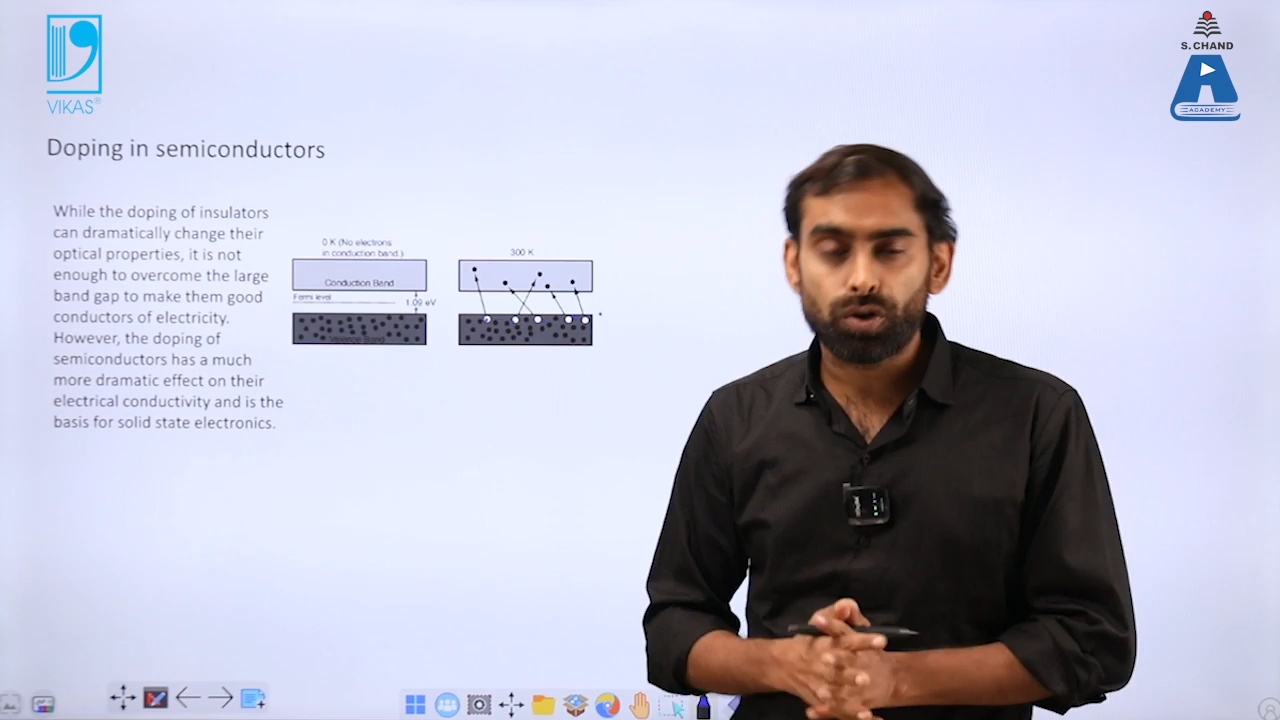 VIKAS®
S. CHAND
ACADEMY
Doping in semiconductors
While the doping of insulators
can dramatically change their
optical properties, it is not
enough to overcome the large
band gap to make them good
conductors of electricity.
However, the doping of
semiconductors has a much
more dramatic effect on their
electrical conductivity and is the
basis for solid state electronics.
0 K (No electrons
in conduction band.)
Conduction Band
Fermi level
1.09 eV
Valence Band
300 K